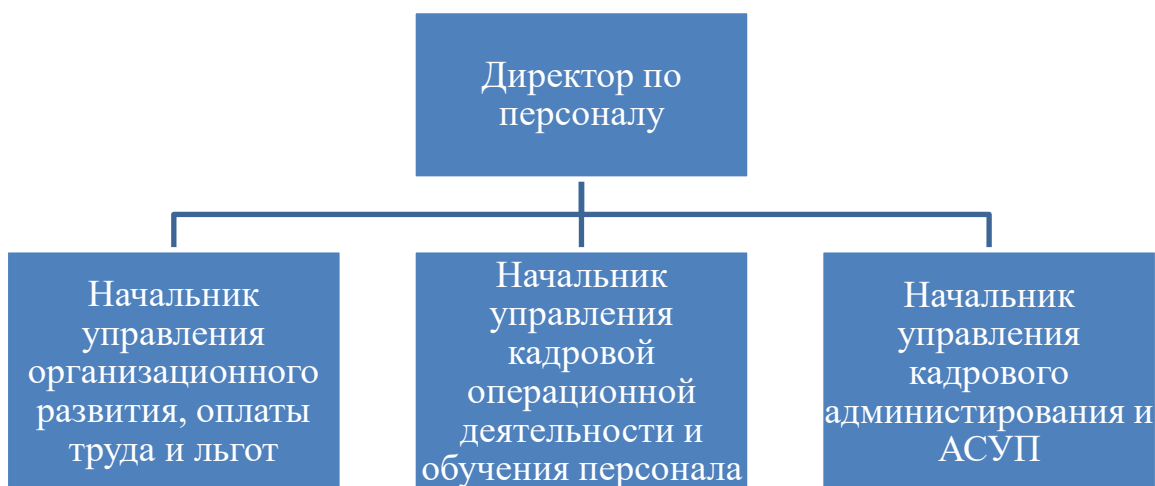 Директор по
персоналу
Начальник
управления
организационного
развития, оплаты
труда и льгот
Начальник
управления
кадровой
операционной
деятельности и
обучения персонала
Начальник
управления
кадрового
администирования и
АСУП